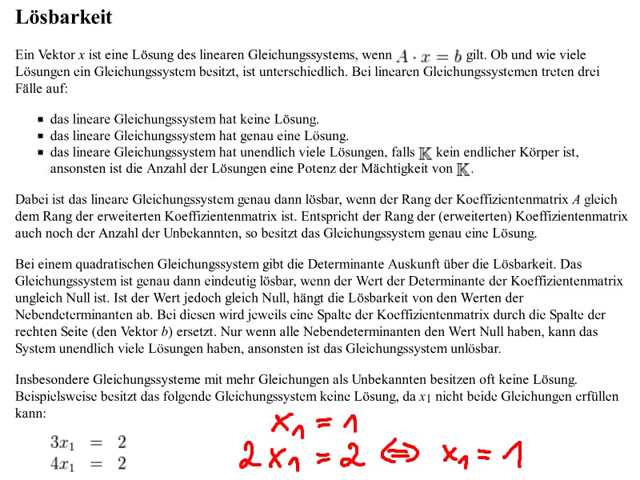 Lösbarkeit
Ein Vektor x ist eine Lösung des linearen Gleichungssystems, wenn A · x = b gilt. Ob und wie viele
Lösungen ein Gleichungssystem besitzt, ist unterschiedlich. Bei linearen Gleichungssystemen treten drei
Fälle auf:
▪ das lineare Gleichungssystem hat keine Lösung.
▪ das lineare Gleichungssystem hat genau eine Lösung.
▪ das lineare Gleichungssystem hat unendlich viele Lösungen, falls 𝕂 kein endlicher Körper ist,
ansonsten ist die Anzahl der Lösungen eine Potenz der Mächtigkeit von 𝕂.
Dabei ist das lineare Gleichungssystem genau dann lösbar, wenn der Rang der Koeffizientenmatrix A gleich
dem Rang der erweiterten Koeffizientenmatrix ist. Entspricht der Rang der (erweiterten) Koeffizientenmatrix
auch noch der Anzahl der Unbekannten, so besitzt das Gleichungssystem genau eine Lösung.
Bei einem quadratischen Gleichungssystem gibt die Determinante Auskunft über die Lösbarkeit. Das
Gleichungssystem ist genau dann eindeutig lösbar, wenn der Wert der Determinante der Koeffizientenmatrix
ungleich Null ist. Ist der Wert jedoch gleich Null, hängt die Lösbarkeit von den Werten der
Nebendeterminanten ab. Bei diesen wird jeweils eine Spalte der Koeffizientenmatrix durch die Spalte der
rechten Seite (den Vektor b) ersetzt. Nur wenn alle Nebendeterminanten den Wert Null haben, kann das
System unendlich viele Lösungen haben, ansonsten ist das Gleichungssystem unlösbar.
Insbesondere Gleichungssysteme mit mehr Gleichungen als Unbekannten besitzen oft keine Lösung.
Beispielsweise besitzt das folgende Gleichungssystem keine Lösung, da x₁ nicht beide Gleichungen erfüllen
kann:
x₁ = 1
3x₁ = 2
2x₁ = 2 ⇔ x₁ = 1
4x₁ = 2